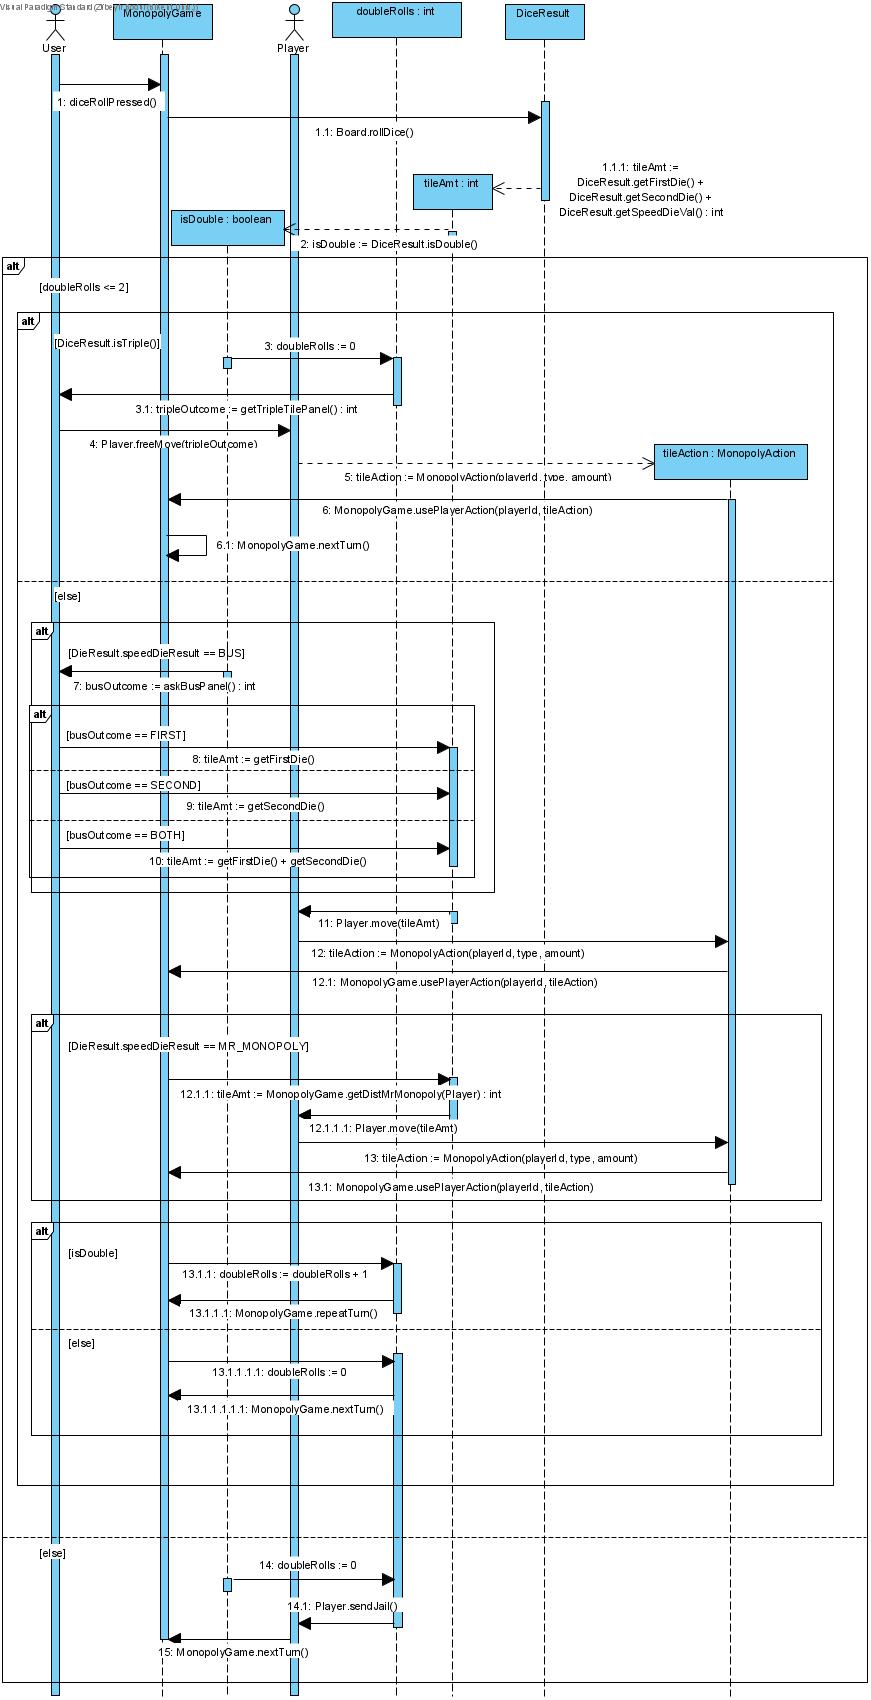 Visual Paradigm Standard
MonopolyGame
doubleRolls : int
DiceResult
User
Player
1: diceRollPressed()
1.1: Board.rollDice()
1.1.1: tileAmt :=
DiceResult.getFirstDie() +
DiceResult.getSecondDie() +
DiceResult.getSpeedDieVal() : int
tileAmt : int
isDouble : boolean
2: isDouble := DiceResult.isDouble()
alt
[doubleRolls <= 2]
alt
[DiceResult.isTriple()]
3: doubleRolls := 0
3.1: tripleOutcome := getTripleTilePanel() : int
4: Player.freeMove(tripleOutcome)
tileAction : MonopolyAction
5: tileAction := MonopolyAction(playerId, type, amount)
6: MonopolyGame.usePlayerAction(playerId, tileAction)
6.1: MonopolyGame.nextTurn()
[else]
alt
[DieResult.speedDieResult == BUS]
7: busOutcome := askBusPanel() : int
alt
[busOutcome == FIRST]
8: tileAmt := getFirstDie()
[busOutcome == SECOND]
9: tileAmt := getSecondDie()
[busOutcome == BOTH]
10: tileAmt := getFirstDie() + getSecondDie()
11: Player.move(tileAmt)
12: tileAction := MonopolyAction(playerId, type, amount)
12.1: MonopolyGame.usePlayerAction(playerId, tileAction)
alt
[DieResult.speedDieResult == MR_MONOPOLY]
12.1.1: tileAmt := MonopolyGame.getDistMrMonopoly(Player) : int
12.1.1.1: Player.move(tileAmt)
13: tileAction := MonopolyAction(playerId, type, amount)
13.1: MonopolyGame.usePlayerAction(playerId, tileAction)
alt
[isDouble]
13.1.1: doubleRolls := doubleRolls + 1
13.1.1.1: MonopolyGame.repeatTurn()
[else]
13.1.1.1.1: doubleRolls := 0
13.1.1.1.1.1: MonopolyGame.nextTurn()
[else]
14: doubleRolls := 0
14.1: Player.sendJail()
15: MonopolyGame.nextTurn()